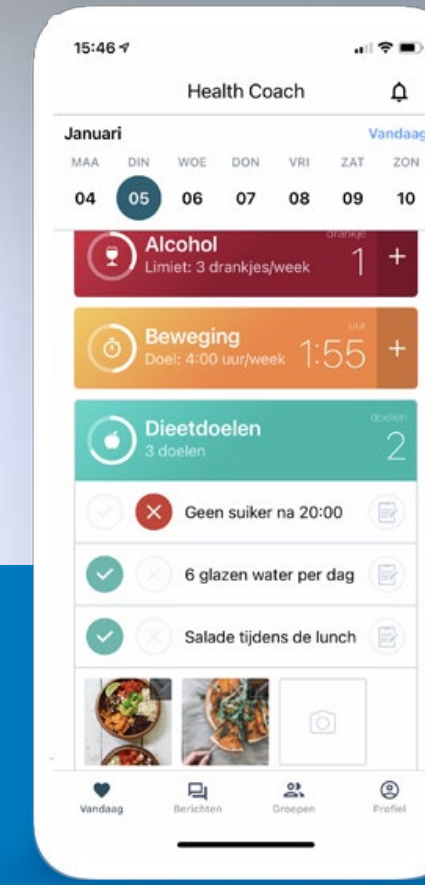 15:46
Health Coach
Januari
Vandaag
MAA DIN WOE DON VRI ZAT ZON
04 05 06 07 08 09 10
Alcohol
drankje
Limiet: 3 drankjes/week
1 +
Beweging
uur
Doel: 4:00 uur/week
1:55 +
Dieetdoelen
doelen
3 doelen
2
Geen suiker na 20:00
6 glazen water per dag
Salade tijdens de lunch
Vandaag Berichten Groepen Profiel